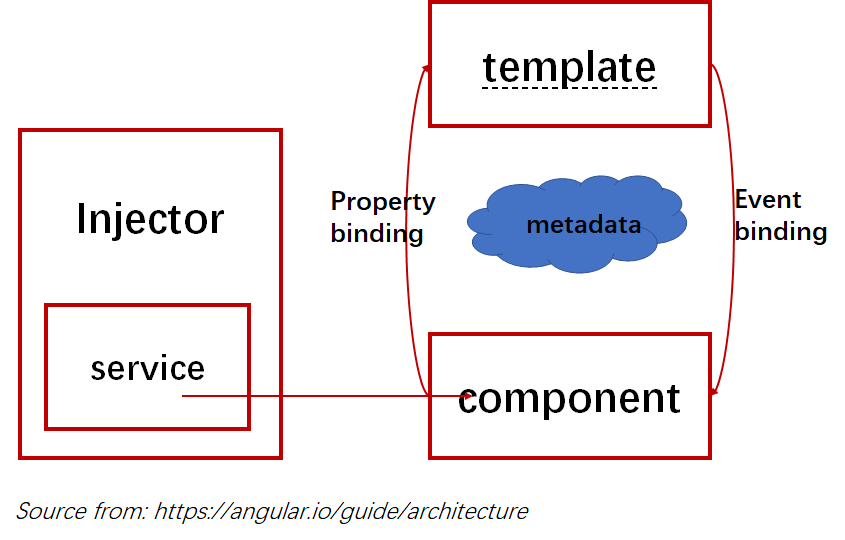 template
Injector
Property
binding
metadata
Event
binding
service
component
Source from: https://angular.io/guide/architecture